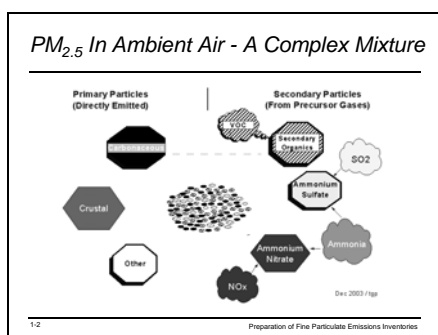 PM2.5 In Ambient Air - A Complex Mixture
Primary Particles
(Directly Emitted)
Secondary Particles
(From Precursor Gases)
VOC
Carbonaceous
Secondary
Organics
SO2
Ammonium
Sulfate
Crustal
Ammonia
Ammonium
Nitrate
Other
NOx
Dec 2003 / tgp
1-2
Preparation of Fine Particulate Emissions Inventories